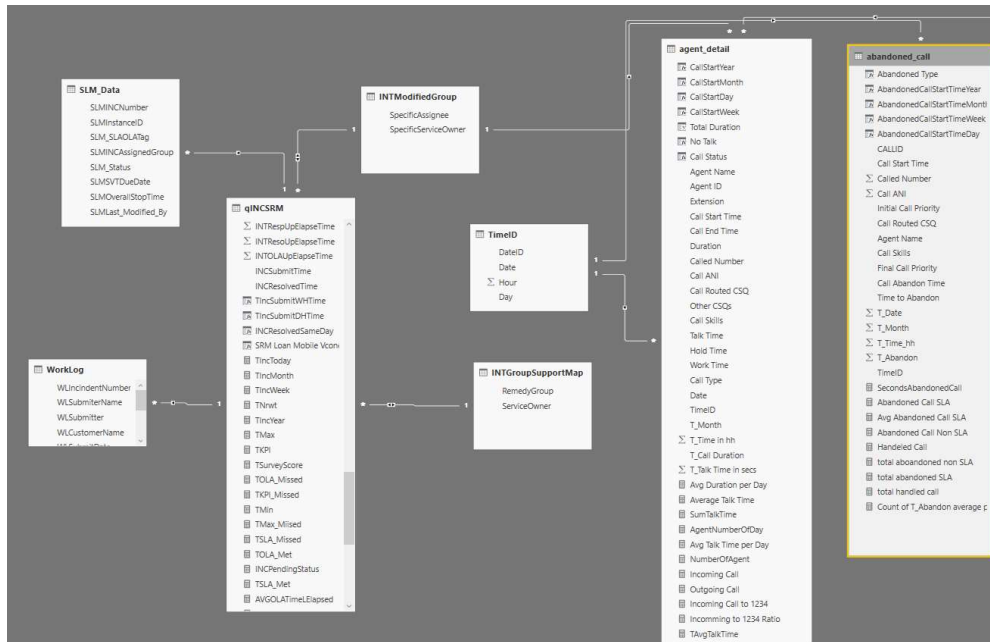 SLM_Data
SLMINCNumber
SLMInstanceID
SLM_SLAOLATag
SLMINCAssignedGroup
SLM_Status
SLMSVTDueDate
SLMOverallStopTime
SLMLast_Modified_By
WorkLog
WLIncindentNumber
WLSubmiterName
WLSubmitter
WLCustomerName
INTModifiedGroup
SpecificAssignee
SpecificServiceOwner
qINCSRM
INTRespUpElapseTime
INTResoUpElapseTime
INTOLAUpElapseTime
INCSubmitTime
INCResolvedTime
TIncSubmitWHTime
TIncSubmitDHTime
INCResolvedSameDay
SRM Loan Mobile Vcon
TIncToday
TIncMonth
TIncWeek
TNrwt
TIncYear
TMax
TKPI
TSurveyScore
TOLA_Missed
TKPI_Missed
TMin
TMax_Miised
TSLA_Missed
TOLA_Met
INCPendingStatus
TSLA_Met
AVGOLATimeLElapsed
TimeID
DateID
Date
Σ Hour
Day
INTGroupSupportMap
RemedyGroup
ServiceOwner
agent_detail
CallStartYear
CallStartMonth
CallStartDay
CallStartWeek
Total Duration
No Talk
Call Status
Agent Name
Agent ID
Extension
Call Start Time
Call End Time
Duration
Called Number
Call ANI
Call Routed CSQ
Other CSQs
Call Skills
Talk Time
Hold Time
Work Time
Call Type
Date
TimeID
T_Month
Σ T_Time in hh
T_Call Duration
Σ T_Talk Time in secs
Avg Duration per Day
Average Talk Time
SumTalkTime
AgentNumberOfDay
Avg Talk Time per Day
NumberOfAgent
Incoming Call
Outgoing Call
Incoming Call to 1234
Incomming to 1234 Ratio
TAvgTalkTime
abandoned_call
Abandoned Type
AbandonedCallStartTimeYear
AbandonedCallStartTimeMontl
AbandonedCallStartTimeWeek
AbandonedCallStartTimeDay
CALLID
Call Start Time
Σ Called Number
Σ Call ANI
Initial Call Priority
Call Routed CSQ
Agent Name
Call Skills
Final Call Priority
Call Abandon Time
Time to Abandon
Σ T_Date
Σ T_Month
Σ T_Time_hh
Σ T_Abandon
TimeID
SecondsAbandonedCall
Abandoned Call SLA
Avg Abandoned Call SLA
Abandoned Call Non SLA
Handeled Call
total aboandoned non SLA
total abandoned SLA
total handled call
Count of T_Abandon average p